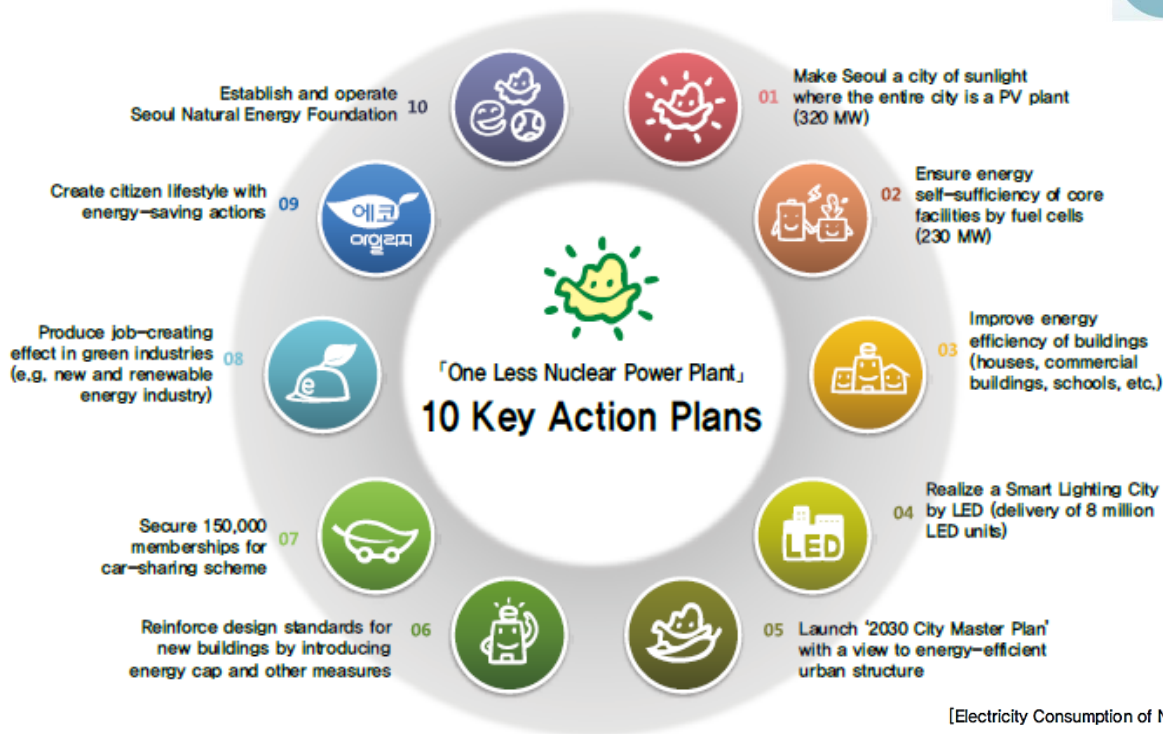 「One Less Nuclear Power Plant」
10 Key Action Plans
01
Make Seoul a city of sunlight
where the entire city is a PV plant
(320 MW)
02
Ensure energy
self-sufficiency of core
facilities by fuel cells
(230 MW)
03
Improve energy
efficiency of buildings
(houses, commercial
buildings, schools, etc.)
e
04
Realize a Smart Lighting City
by LED (delivery of 8 million
LED units)
LED
05
Launch ‘2030 City Master Plan’
with a view to energy-efficient
urban structure
06
Reinforce design standards for
new buildings by introducing
energy cap and other measures
e
07
Secure 150,000
memberships for
car-sharing scheme
08
Produce job-creating
effect in green industries
(e.g. new and renewable
energy industry)
e
09
Create citizen lifestyle with
energy-saving actions
에코
마일리지
10
Establish and operate
Seoul Natural Energy Foundation
[Electricity Consumption of